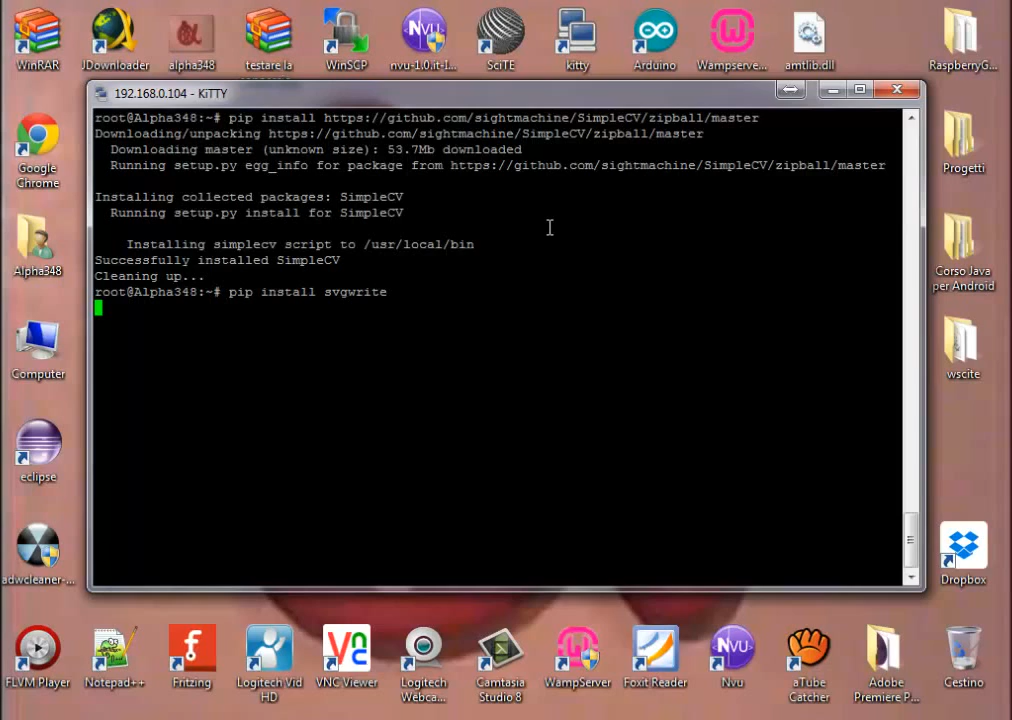 WinRAR
JDownloader
alpha348
testare la
WinSCP
nvu-1.0.it-I...
SciTE
kitty
Arduino
Wampserve...
amtlib.dll
RaspberryG...
192.168.0.104 - KiTTY
root@Alpha348:~# pip install https://github.com/sightmachine/SimpleCV/zipball/master
Downloading/unpacking https://github.com/sightmachine/SimpleCV/zipball/master
Downloading master (unknown size): 53.7Mb downloaded
Running setup.py egg_info for package from https://github.com/sightmachine/SimpleCV/zipball/master
Installing collected packages: SimpleCV
Running setup.py install for SimpleCV
Installing simplecv script to /usr/local/bin
Successfully installed SimpleCV
Cleaning up...
root@Alpha348:~# pip install svgwrite
Google
Chrome
Alpha348
Computer
eclipse
adwcleaner-...
Progetti
Corso Java
per Android
wscite
Dropbox
FLVM Player
Notepad++
Fritzing
Logitech Vid
HD
VNC Viewer
Logitech
Webca...
Camtasia
Studio 8
WampServer
Foxit Reader
Nvu
aTube
Catcher
Adobe
Premiere P...
Cestino